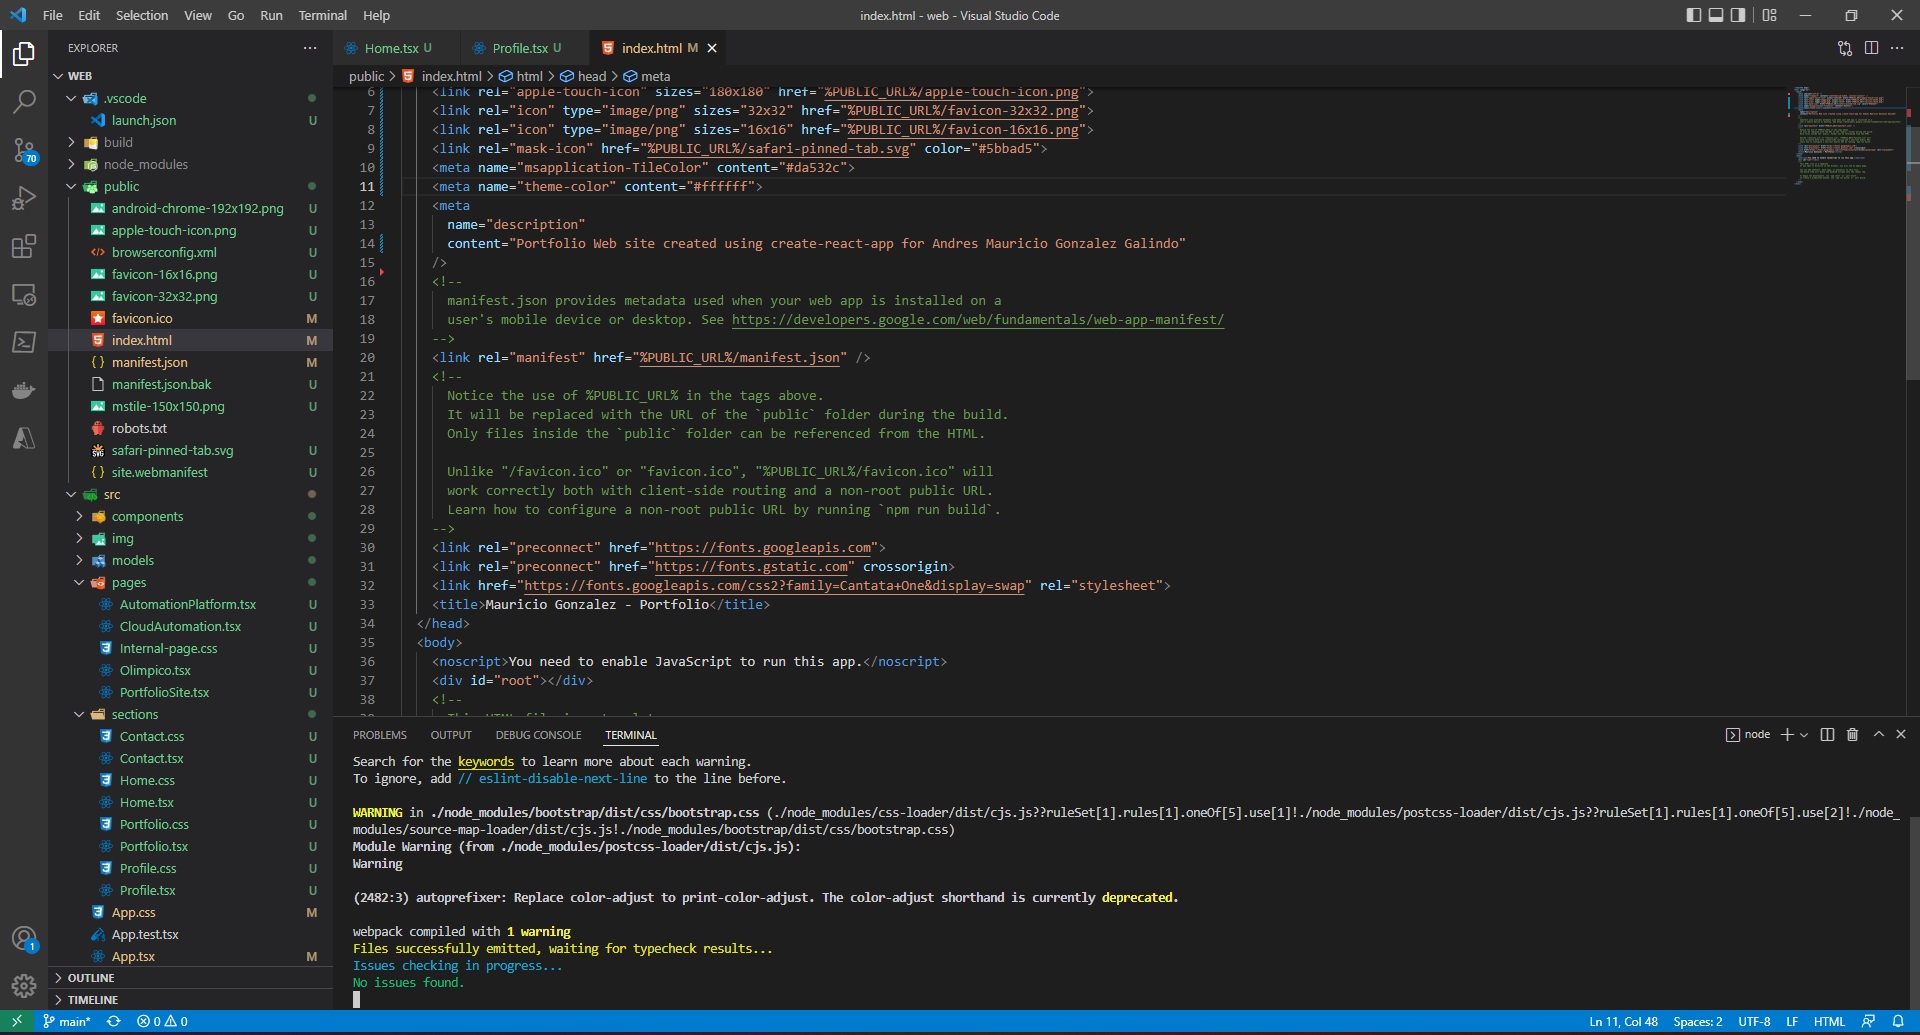 File Edit Selection View Go Run Terminal Help
index.html - web - Visual Studio Code
EXPLORER
WEB
.vscode
launch.json U
build
node_modules
public
android-chrome-192x192.png U
apple-touch-icon.png U
browserconfig.xml U
favicon-16x16.png U
favicon-32x32.png U
favicon.ico M
index.html M
manifest.json M
manifest.json.bak U
mstile-150x150.png U
robots.txt
safari-pinned-tab.svg U
site.webmanifest U
src
components
img
models
pages
AutomationPlatform.tsx U
CloudAutomation.tsx U
Internal-page.css U
Olimpico.tsx U
PortfolioSite.tsx U
sections
Contact.css U
Contact.tsx U
Home.css U
Home.tsx U
Portfolio.css U
Portfolio.tsx U
Profile.css U
Profile.tsx U
App.css M
App.test.tsx
App.tsx M
OUTLINE
TIMELINE
70
1
Home.tsx U Profile.tsx U index.html M
public > index.html > html > head > meta
6 <link rel="apple-touch-icon" sizes="180x180" href="%PUBLIC_URL%/apple-touch-icon.png">
7 <link rel="icon" type="image/png" sizes="32x32" href="%PUBLIC_URL%/favicon-32x32.png">
8 <link rel="icon" type="image/png" sizes="16x16" href="%PUBLIC_URL%/favicon-16x16.png">
9 <link rel="mask-icon" href="%PUBLIC_URL%/safari-pinned-tab.svg" color="#5bbad5">
10 <meta name="msapplication-TileColor" content="#da532c">
11 <meta name="theme-color" content="#ffffff">
12 <meta
13 name="description"
14 content="Portfolio Web site created using create-react-app for Andres Mauricio Gonzalez Galindo"
15 />
16 <!--
17 manifest.json provides metadata used when your web app is installed on a
18 user's mobile device or desktop. See https://developers.google.com/web/fundamentals/web-app-manifest/
19 -->
20 <link rel="manifest" href="%PUBLIC_URL%/manifest.json" />
21 <!--
22 Notice the use of %PUBLIC_URL% in the tags above.
23 It will be replaced with the URL of the `public` folder during the build.
24 Only files inside the `public` folder can be referenced from the HTML.
25
26 Unlike "/favicon.ico" or "favicon.ico", "%PUBLIC_URL%/favicon.ico" will
27 work correctly both with client-side routing and a non-root public URL.
28 Learn how to configure a non-root public URL by running `npm run build`.
29 -->
30 <link rel="preconnect" href="https://fonts.googleapis.com">
31 <link rel="preconnect" href="https://fonts.gstatic.com" crossorigin>
32 <link href="https://fonts.googleapis.com/css2?family=Cantata+One&display=swap" rel="stylesheet">
33 <title>Mauricio Gonzalez - Portfolio</title>
34 </head>
35 <body>
36 <noscript>You need to enable JavaScript to run this app.</noscript>
37 <div id="root"></div>
38 <!--
PROBLEMS OUTPUT DEBUG CONSOLE TERMINAL
node
Search for the keywords to learn more about each warning.
To ignore, add // eslint-disable-next-line to the line before.
WARNING in ./node_modules/bootstrap/dist/css/bootstrap.css (./node_modules/css-loader/dist/cjs.js??ruleSet[1].rules[1].oneOf[5].use[1]!./node_modules/postcss-loader/dist/cjs.js??ruleSet[1].rules[1].oneOf[5].use[2]!./node_
modules/source-map-loader/dist/cjs.js!./node_modules/bootstrap/dist/css/bootstrap.css)
Module Warning (from ./node_modules/postcss-loader/dist/cjs.js):
Warning
(2482:3) autoprefixer: Replace color-adjust to print-color-adjust. The color-adjust shorthand is currently deprecated.
webpack compiled with 1 warning
Files successfully emitted, waiting for typecheck results...
Issues checking in progress...
No issues found.
main* 0 0
Ln 11, Col 48 Spaces: 2 UTF-8 LF HTML